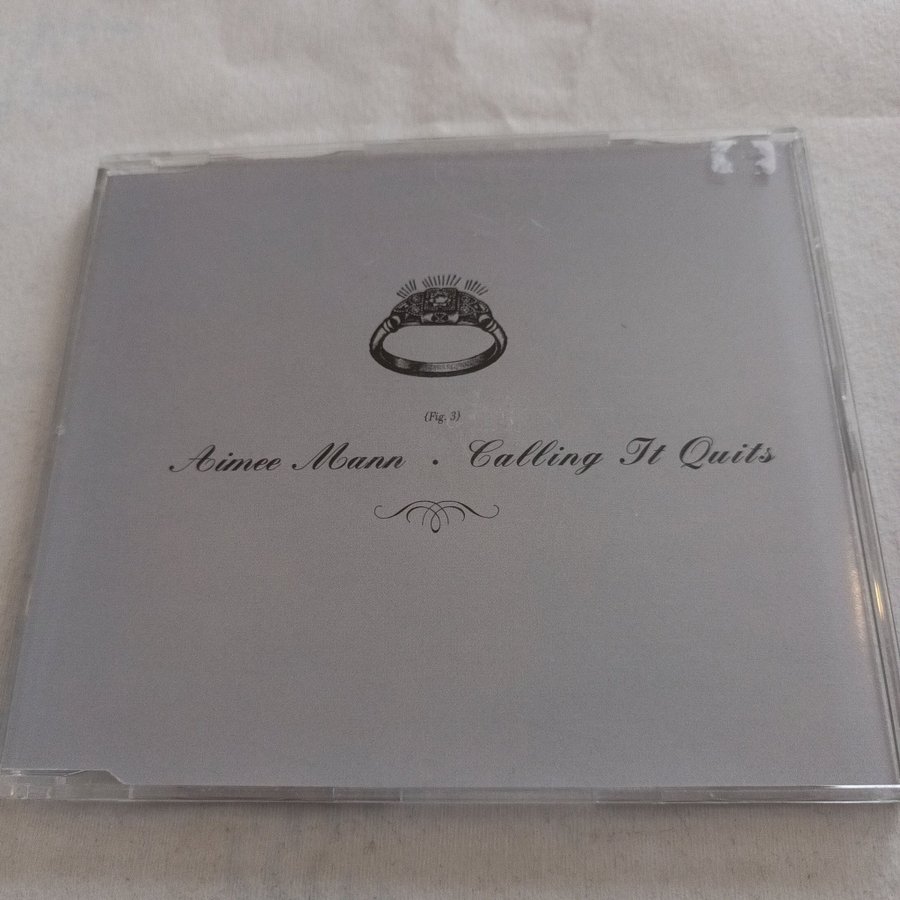 (Fig. 3)
Aimee Mann • Calling It Quits